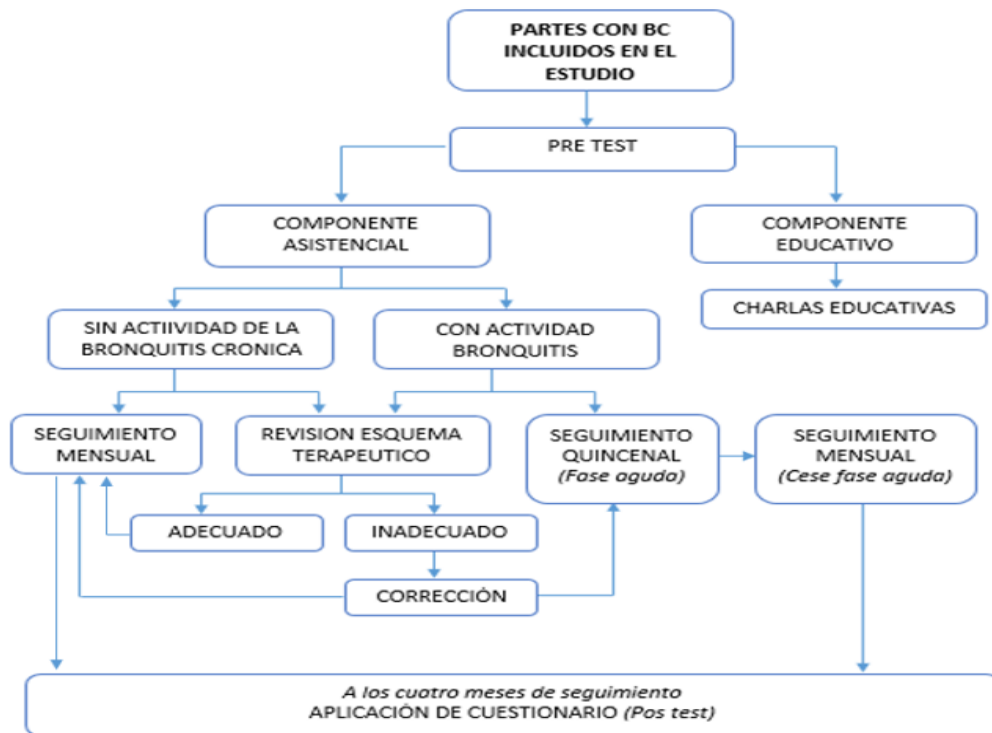 PARTES CON BC
INCLUIDOS EN EL
ESTUDIO
PRE TEST
COMPONENTE
ASISTENCIAL
COMPONENTE
EDUCATIVO
CHARLAS EDUCATIVAS
SIN ACTIIVIDAD DE LA
BRONQUITIS CRONICA
CON ACTIVIDAD
BRONQUITIS
SEGUIMIENTO
MENSUAL
REVISION ESQUEMA
TERAPEUTICO
SEGUIMIENTO
QUINCENAL
(Fase aguda)
SEGUIMIENTO
MENSUAL
(Cese fase aguda)
ADECUADO
INADECUADO
CORRECCIÓN
A los cuatro meses de seguimiento
APLICACIÓN DE CUESTIONARIO (Pos test)